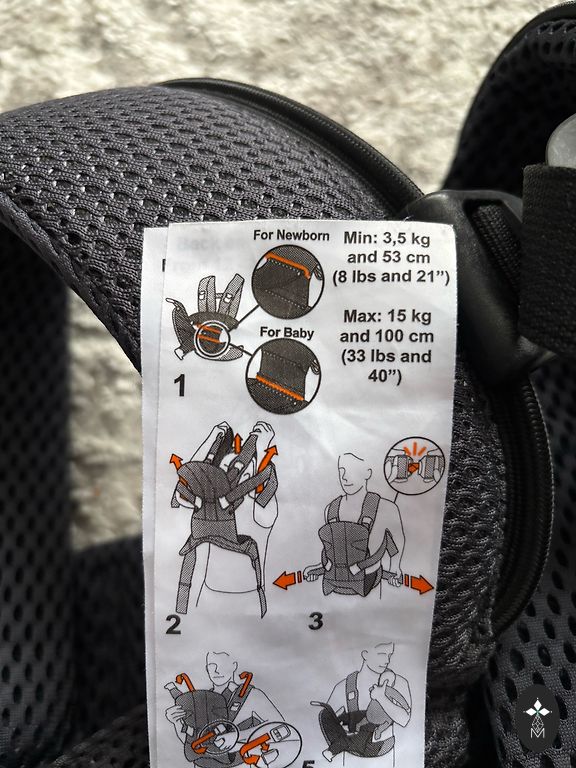 For Newborn
Min: 3,5 kg
and 53 cm
(8 lbs and 21”)
For Baby
Max: 15 kg
and 100 cm
(33 lbs and
40”)
1
2
3